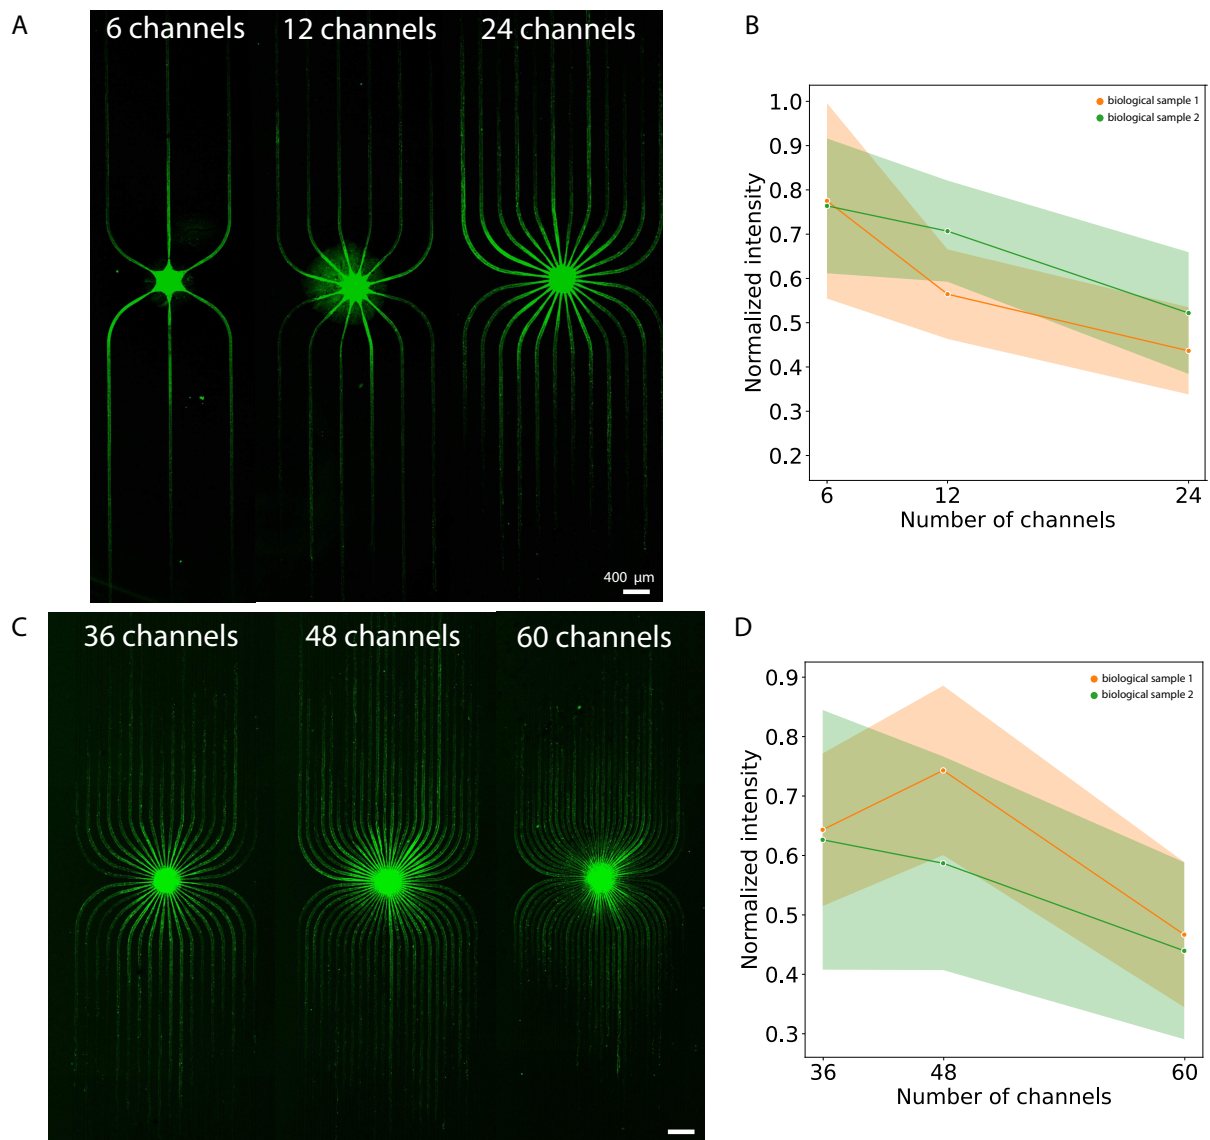 A
6 channels
12 channels
24 channels
400 µm
B
1.0
0.9
0.8
0.7
0.6
0.5
0.4
0.3
0.2
Normalized intensity
biological sample 1
biological sample 2
6
12
24
Number of channels
C
36 channels
48 channels
60 channels
D
0.9
0.8
0.7
0.6
0.5
0.4
0.3
Normalized intensity
biological sample 1
biological sample 2
36
48
60
Number of channels